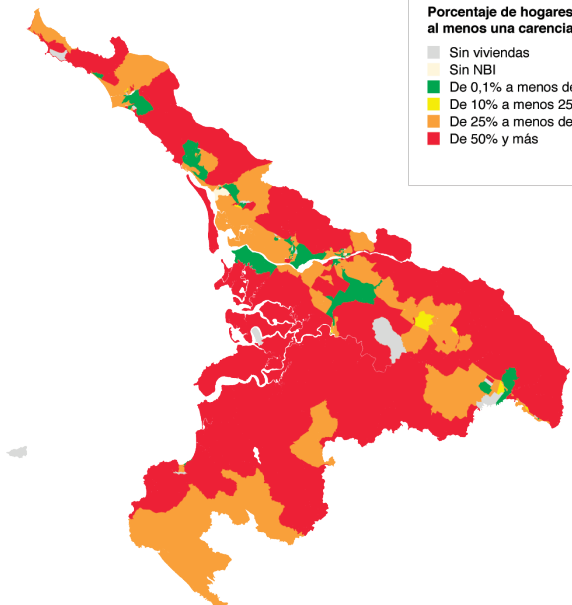 Porcentaje de hogares
al menos una carencia
Sin viviendas
Sin NBI
De 0,1% a menos de
De 10% a menos 25
De 25% a menos de
De 50% y más